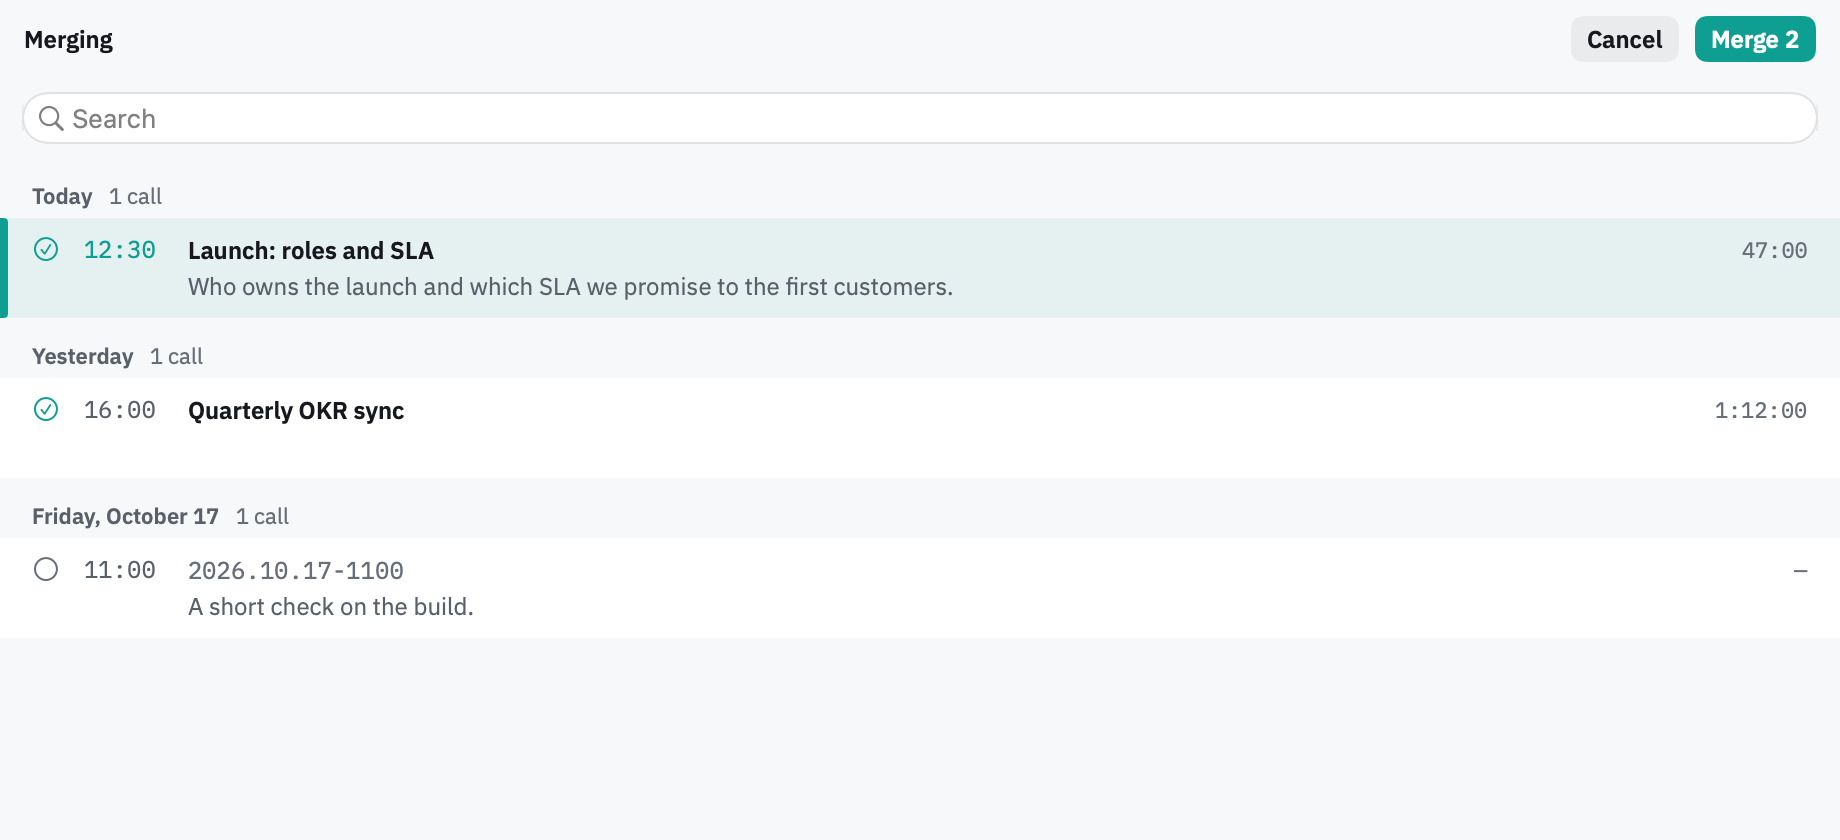 Merging
Cancel
Merge 2
Search
Today 1 call
12:30 Launch: roles and SLA 47:00
Who owns the launch and which SLA we promise to the first customers.
Yesterday 1 call
16:00 Quarterly OKR sync 1:12:00
Friday, October 17 1 call
11:00 2026.10.17-1100 –
A short check on the build.